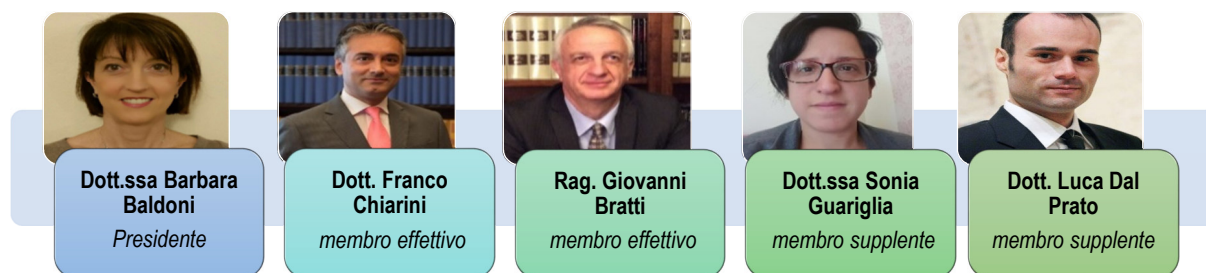 Dott.ssa Barbara
Baldoni
Presidente
Dott. Franco
Chiarini
membro effettivo
Rag. Giovanni
Bratti
membro effettivo
Dott.ssa Sonia
Guariglia
membro supplente
Dott. Luca Dal
Prato
membro supplente